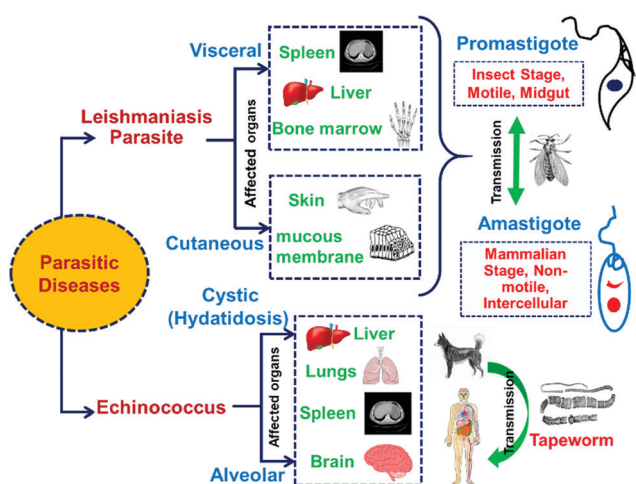 Parasitic
Diseases
Leishmaniasis
Parasite
Visceral
Affected organs
Cutaneous
Spleen
Liver
Bone marrow
Skin
mucous
membrane
Promastigote
Insect Stage,
Motile, Midgut
Transmission
Amastigote
Mammalian
Stage, Non-
motile,
Intercellular
Echinococcus
Cystic
(Hydatidosis)
Affected organs
Alveolar
Liver
Lungs
Spleen
Brain
Transmission
Tapeworm